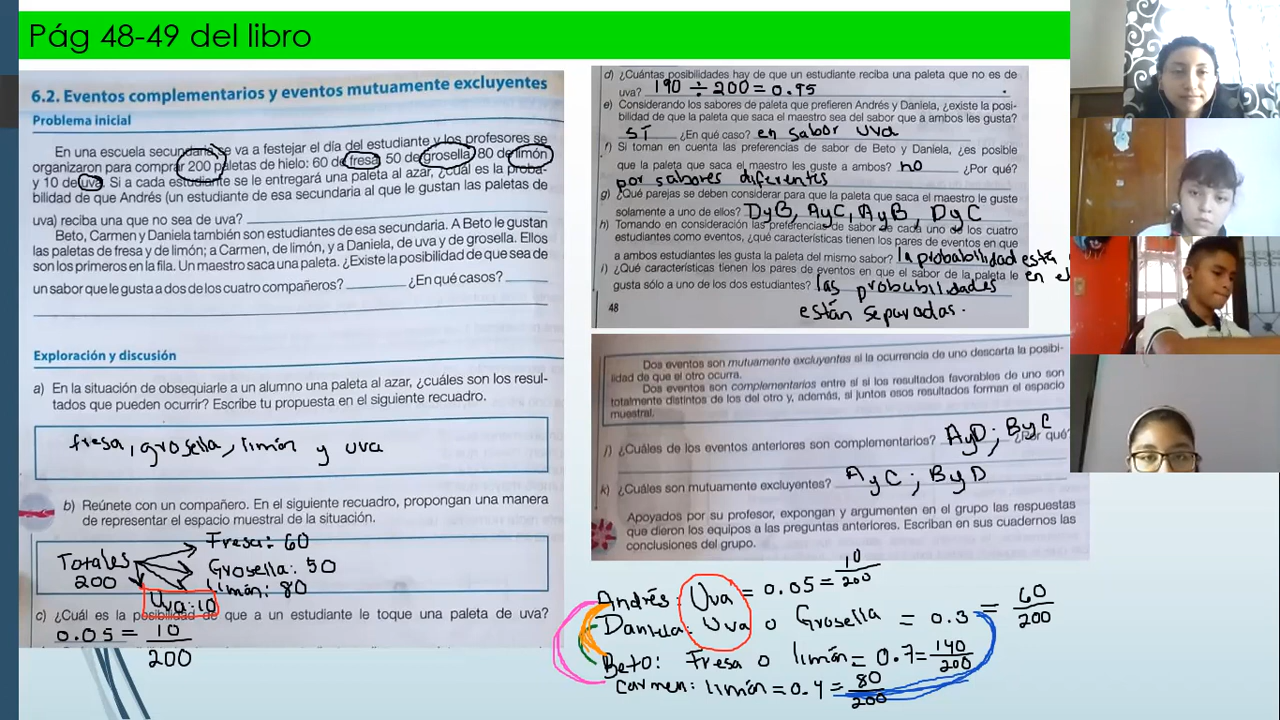 Pág 48-49 del libro
6.2. Eventos complementarios y eventos mutuamente excluyentes
Problema inicial
En una escuela secundaria se va a festejar el día del estudiante y los profesores se
organizaron para comprar 200 paletas de hielo: 60 de fresa, 50 de grosella, 80 de limón
y 10 de uva. Si a cada estudiante se le entregará una paleta al azar, ¿cuál es la proba-
bilidad de que Andrés (un estudiante de esa secundaria al que le gustan las paletas de
uva) reciba una que no sea de uva?
Beto, Carmen y Daniela también son estudiantes de esa secundaria. A Beto le gustan
las paletas de fresa y de limón; a Carmen, de limón, y a Daniela, de uva y de grosella. Ellos
son los primeros en la fila. Un maestro saca una paleta. ¿Existe la posibilidad de que sea de
un sabor que le gusta a dos de los cuatro compañeros? ¿En qué casos?
Exploración y discusión
a) En la situación de obsequiarle a un alumno una paleta al azar, ¿cuáles son los resul-
tados que pueden ocurrir? Escribe tu propuesta en el siguiente recuadro.
fresa, grosella, limón y uva
b) Reúnete con un compañero. En el siguiente recuadro, propongan una manera
de representar el espacio muestral de la situación.
Totales
200
Fresa: 60
Grosella: 50
Limón: 80
Uva: 10
c) ¿Cuál es la posibilidad de que a un estudiante le toque una paleta de uva?
0.05 = 10
200
d) ¿Cuántas posibilidades hay de que un estudiante reciba una paleta que no es de
uva? 190 ÷ 200 = 0.95
e) Considerando los sabores de paleta que prefieren Andrés y Daniela, ¿existe la posi-
bilidad de que la paleta que saca el maestro sea del sabor que a ambos les gusta?
sí ¿En qué caso? en sabor uva
f) Si toman en cuenta las preferencias de sabor de Beto y Daniela, ¿es posible
que la paleta que saca el maestro les guste a ambos? no ¿Por qué?
por sabores diferentes
g) ¿Qué parejas se deben considerar para que la paleta que saca el maestro le guste
solamente a uno de ellos? DyB, AyC, AyB, DyC
h) Tomando en consideración las preferencias de sabor de cada uno de los cuatro
estudiantes como eventos, ¿qué características tienen los pares de eventos en que
a ambos estudiantes les gusta la paleta del mismo sabor? la probabilidad está
en el
i) ¿Qué características tienen los pares de eventos en que el sabor de la paleta le
gusta sólo a uno de los dos estudiantes? las probabilidades
están separadas.
48
Dos eventos son mutuamente excluyentes si la ocurrencia de uno descarta la posibi-
lidad de que el otro ocurra.
Dos eventos son complementarios entre sí si los resultados favorables de uno son
totalmente distintos de los del otro y, además, si juntos esos resultados forman el espacio
muestral.
j) ¿Cuáles de los eventos anteriores son complementarios? AyD; ByC ¿Por qué?
k) ¿Cuáles son mutuamente excluyentes? AyC; ByD
Apoyados por su profesor, expongan y argumenten en el grupo las respuestas
que dieron los equipos a las preguntas anteriores. Escriban en sus cuadernos las
conclusiones del grupo.
Andrés: Uva = 0.05 = 10/200
Daniela: Uva o Grosella = 0.3 = 60/200
Beto: Fresa o limón = 0.7 = 140/200
Carmen: limón = 0.4 = 80/200